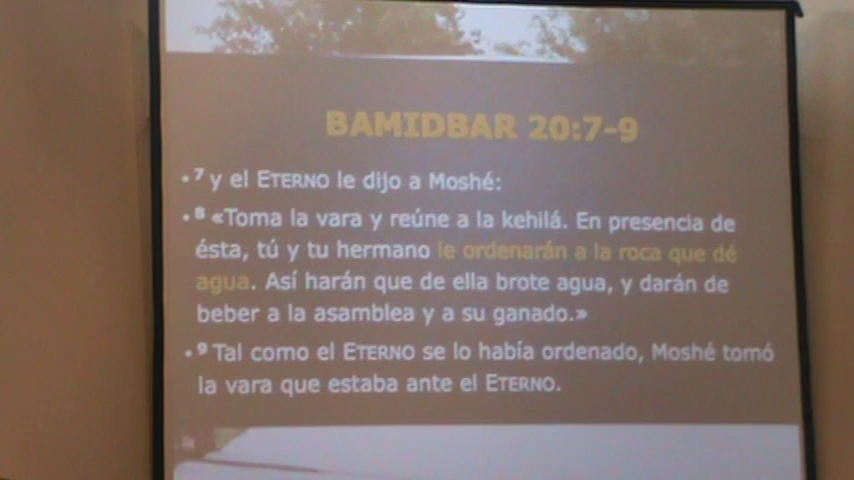 BAMIDBAR 20:7-9
• 7 y el ETERNO le dijo a Moshé:
• 8 «Toma la vara y reúne a la kehilá. En presencia de
ésta, tú y tu hermano le ordenarán a la roca que dé
agua. Así harán que de ella brote agua, y darán de
beber a la asamblea y a su ganado.»
• 9 Tal como el ETERNO se lo había ordenado, Moshé tomó
la vara que estaba ante el ETERNO.